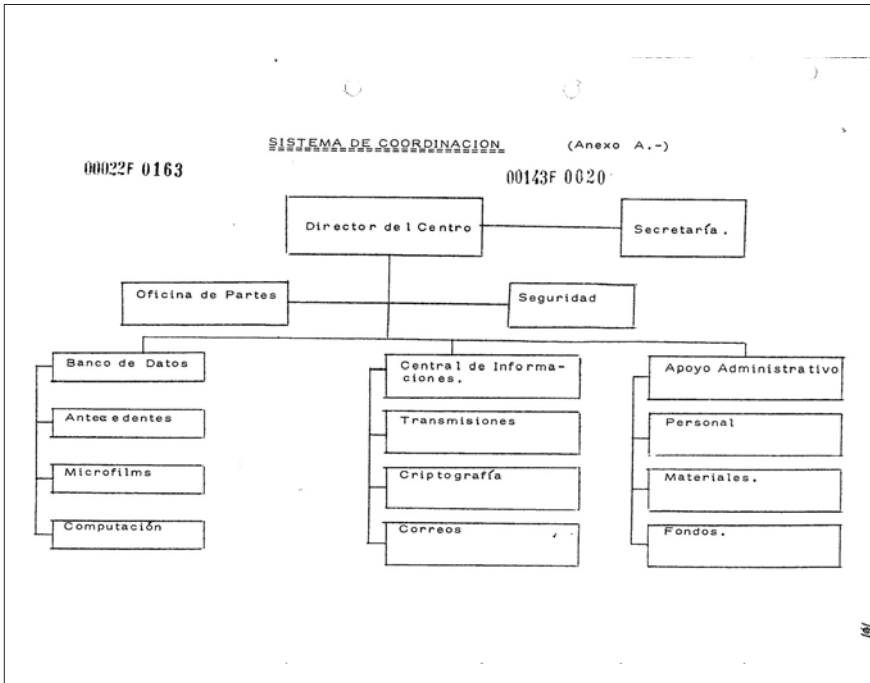 SISTEMA DE COORDINACION (Anexo A.-)
00022F 0163
00143F 0020
Director del Centro
Secretaría.
Oficina de Partes
Seguridad
Banco de Datos
Antecedentes
Microfilms
Computación
Central de Informa-
ciones.
Transmisiones
Criptografía
Correos
Apoyo Administrativo
Personal
Materiales.
Fondos.